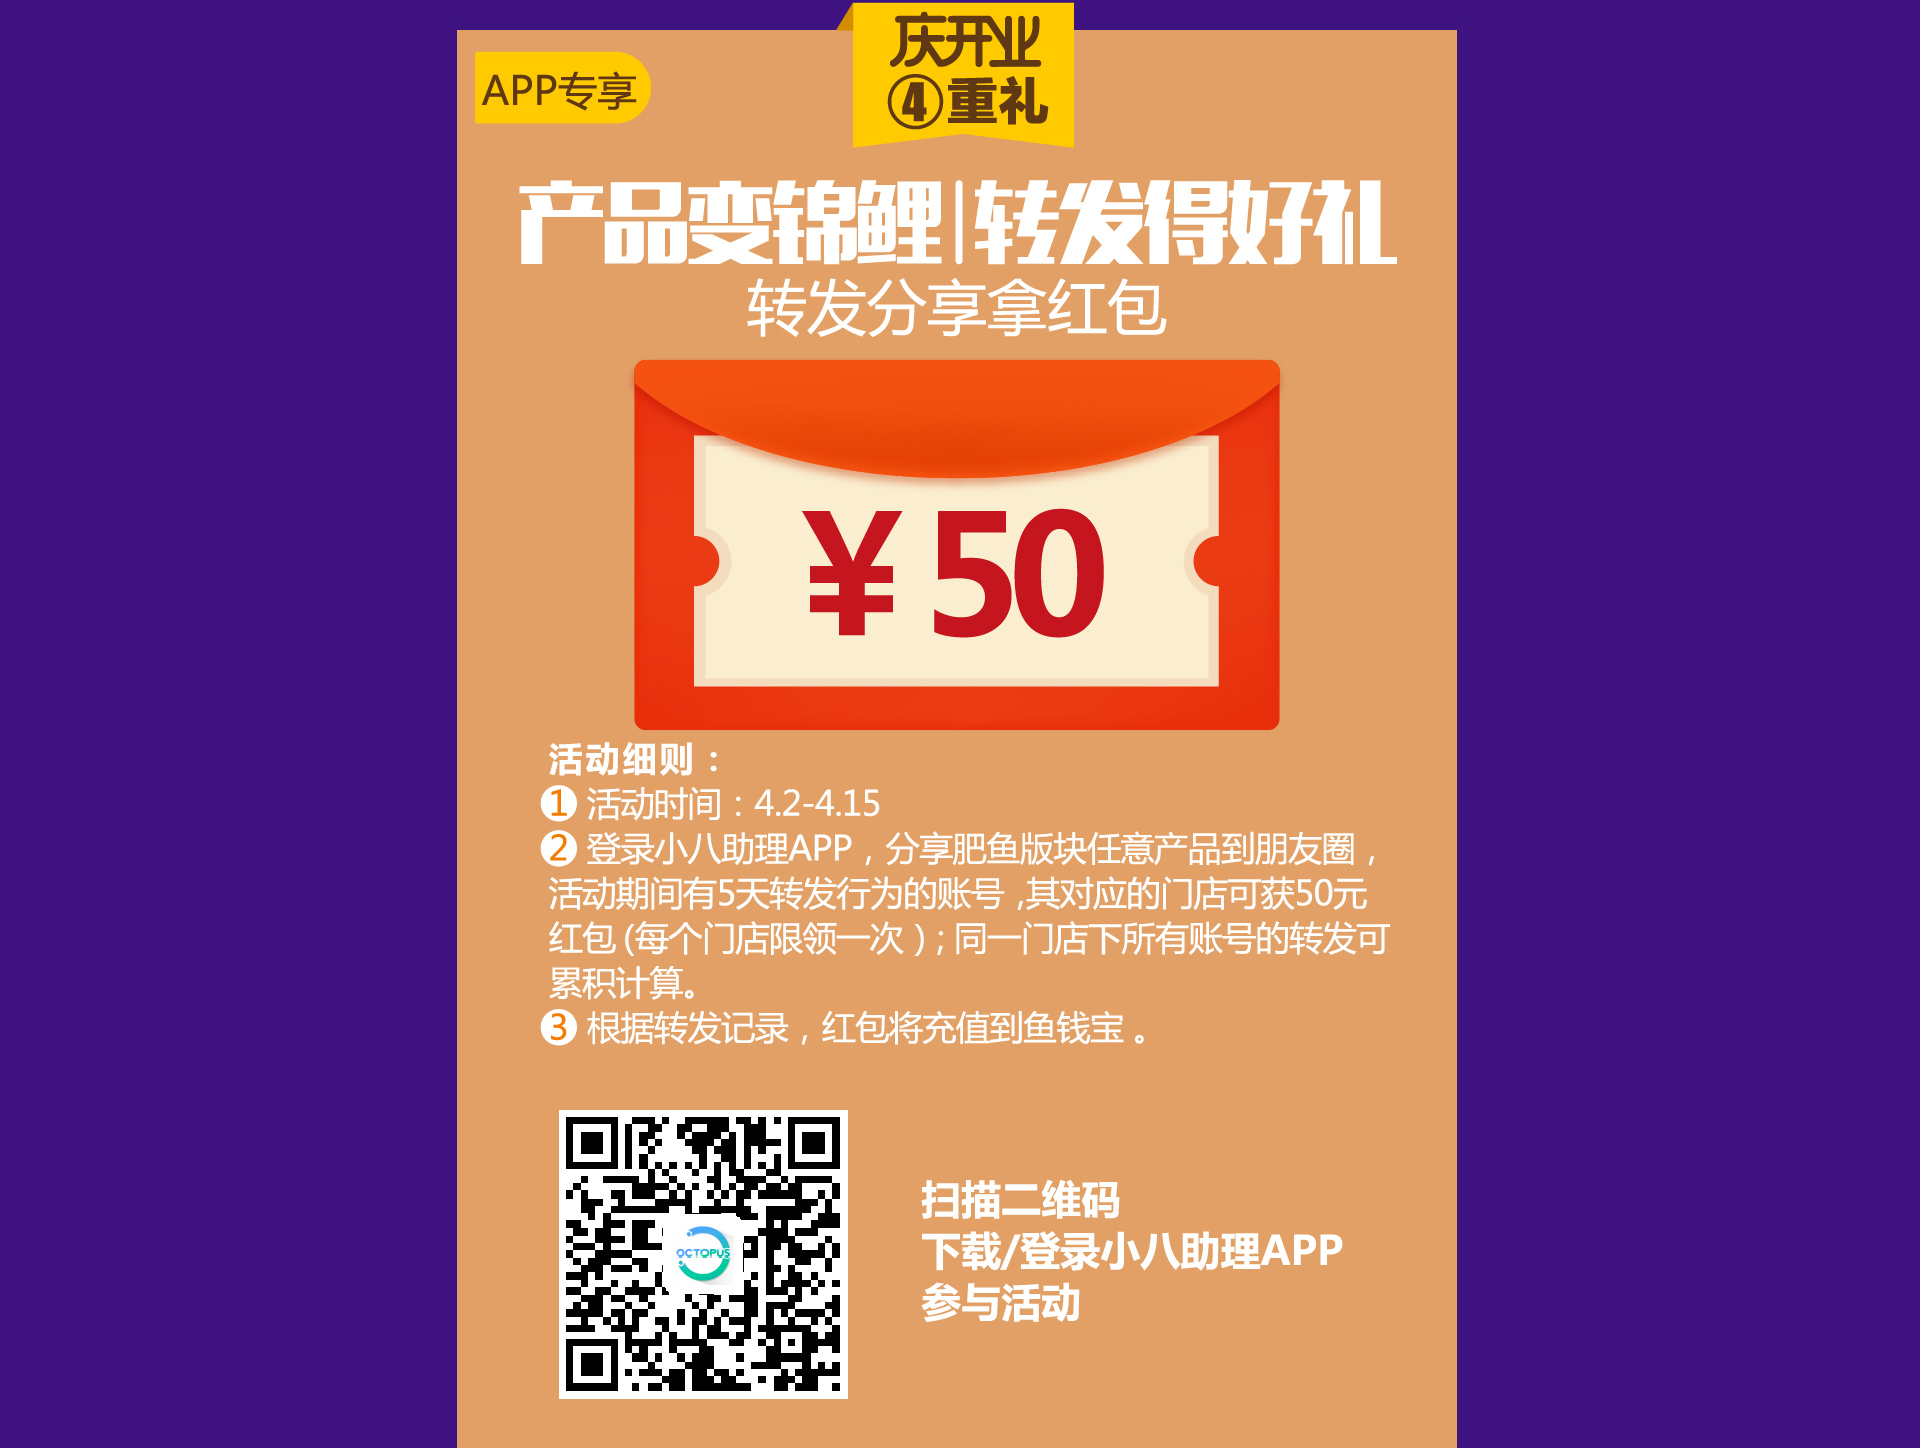 庆开业
④重礼
APP专享
产品变锦鲤|转发得好礼
转发分享拿红包
¥50
活动细则：
① 活动时间：4.2-4.15
② 登录小八助理APP，分享肥鱼版块任意产品到朋友圈，
活动期间有5天转发行为的账号,其对应的门店可获50元
红包(每个门店限领一次)；同一门店下所有账号的转发可
累积计算。
③ 根据转发记录，红包将充值到鱼钱宝。
OCTOPUS
扫描二维码
下载/登录小八助理APP
参与活动